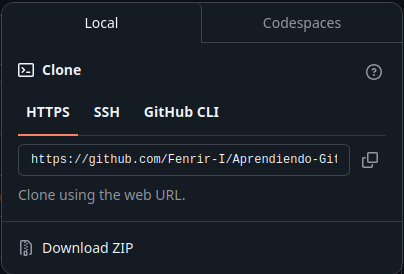 Local Codespaces
Clone
HTTPS SSH GitHub CLI
https://github.com/Fenrir-I/Aprendiendo-Git
Clone using the web URL.
Download ZIP